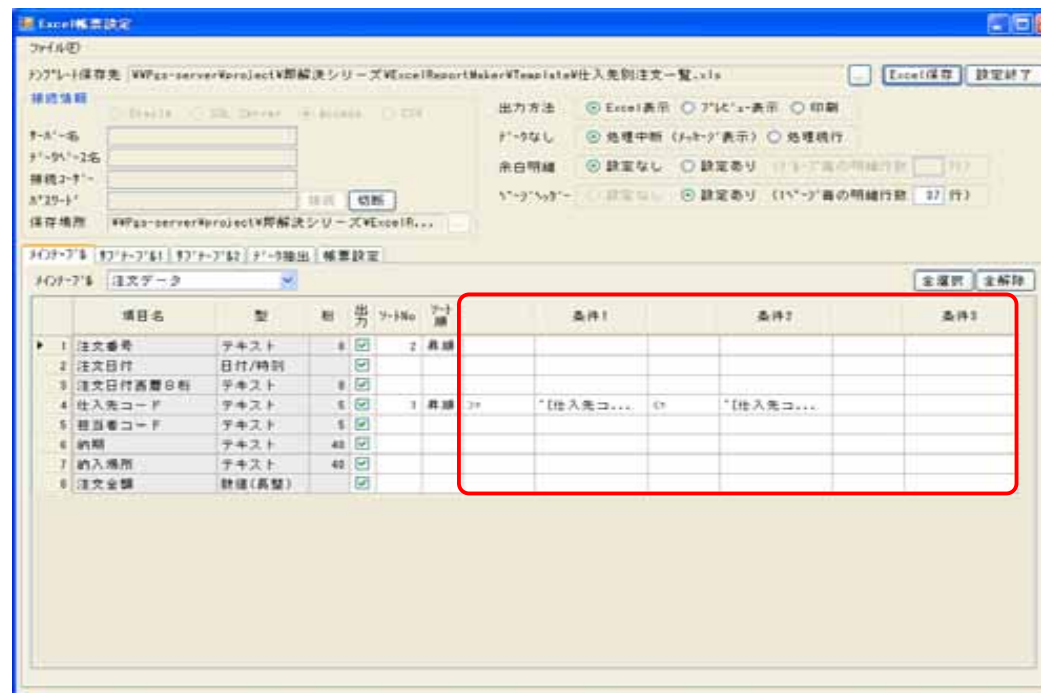 Excel帳票設定
ファイル(F)
ﾃﾝﾌﾟﾚｰﾄ保存先 ¥¥Pgs-server¥project¥即解決シリーズ¥ExcelReportMaker¥Template¥仕入先別注文一覧.xls ... Excel保存 設定終了
接続情報
Oracle SQL Server Access CSV
出力方法 Excel表示 ﾌﾟﾚﾋﾞｭｰ表示 印刷
ｻｰﾊﾞｰ名
ﾃﾞｰﾀなし 処理中断 (ﾒｯｾｰｼﾞ表示) 処理続行
ﾃﾞｰﾀﾍﾞｰｽ名
余白明細 設定なし 設定あり (ｸﾞﾙｰﾌﾟ毎の明細行数 行)
接続ﾕｰｻﾞｰ
ﾊﾟｽﾜｰﾄﾞ 接続 切断
ﾍﾟｰｼﾞﾍｯﾀﾞｰ 設定なし 設定あり (1ﾍﾟｰｼﾞ毎の明細行数 37 行)
保存場所 ¥¥Pgs-server¥project¥即解決シリーズ¥ExcelR... ...
ﾒｲﾝﾃｰﾌﾞﾙ ｻﾌﾞﾃｰﾌﾞﾙ1 ｻﾌﾞﾃｰﾌﾞﾙ2 ﾃﾞｰﾀ抽出 帳票設定
ﾒｲﾝﾃｰﾌﾞﾙ 注文データ 全選択 全解除
項目名 型 桁 出力 ｿｰﾄNo ｿｰﾄ順 条件1 条件2 条件3
1 注文番号 テキスト 8 2 昇順
2 注文日付 日付/時刻
3 注文日付西暦8桁 テキスト 8
4 仕入先コード テキスト 5 1 昇順 >= "[仕入先コ... <= "[仕入先コ...
5 担当者コード テキスト 5
6 納期 テキスト 40
7 納入場所 テキスト 40
8 注文金額 数値(長整)